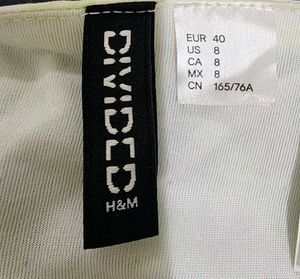 DIVIDED
H&M
EUR 40
US 8
CA 8
MX 8
CN 165/76A